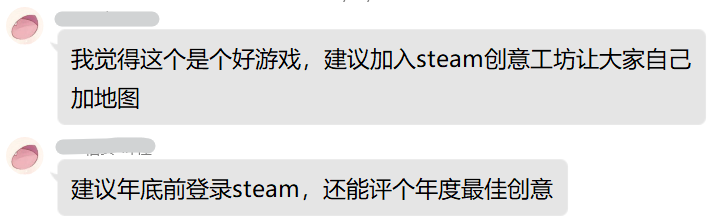 我觉得这个是个好游戏，建议加入steam创意工坊让大家自己
加地图
建议年底前登录steam，还能评个年度最佳创意